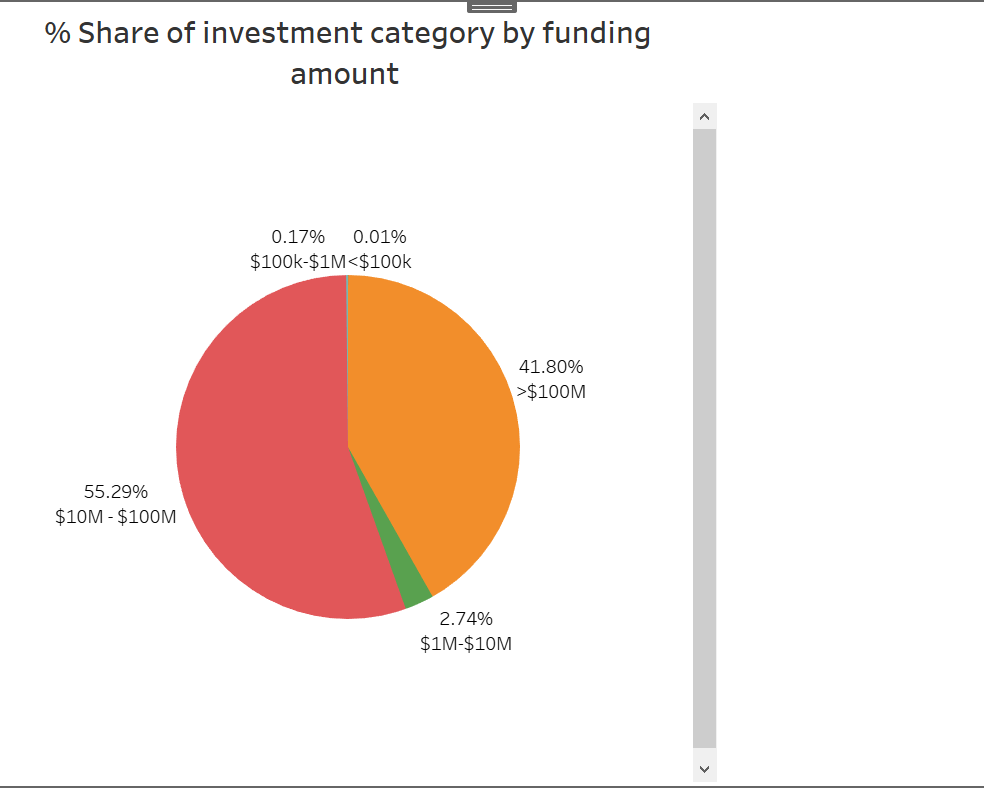 % Share of investment category by funding
amount
0.17% 0.01%
$100k-$1M <$100k
41.80%
>$100M
55.29%
$10M - $100M
2.74%
$1M-$10M